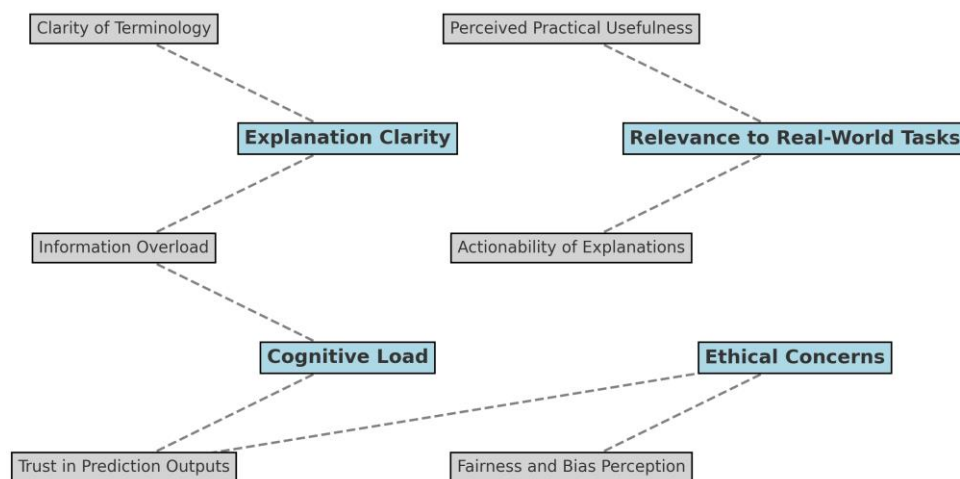 Clarity of Terminology
Perceived Practical Usefulness
Explanation Clarity
Relevance to Real-World Tasks
Information Overload
Actionability of Explanations
Cognitive Load
Ethical Concerns
Trust in Prediction Outputs
Fairness and Bias Perception